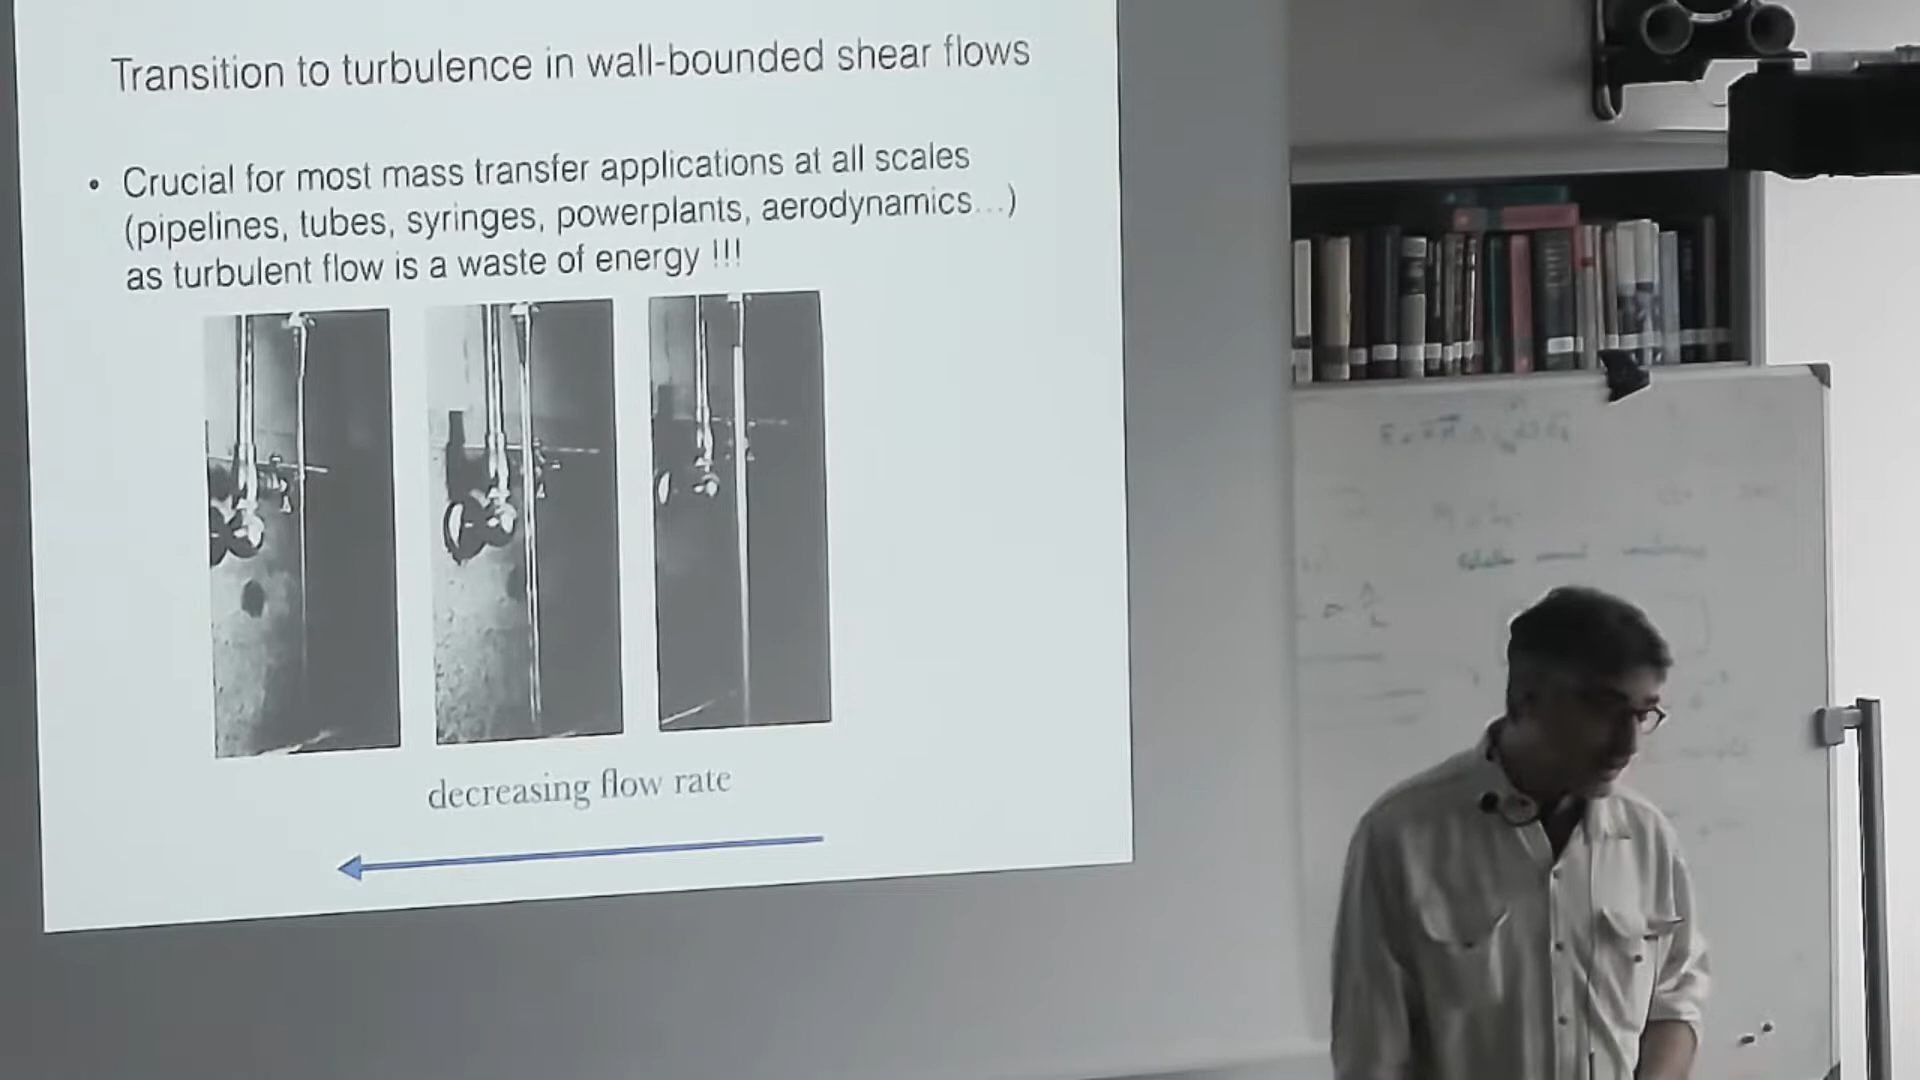 Transition to turbulence in wall-bounded shear flows
• Crucial for most mass transfer applications at all scales
(pipelines, tubes, syringes, powerplants, aerodynamics...)
as turbulent flow is a waste of energy !!!
decreasing flow rate